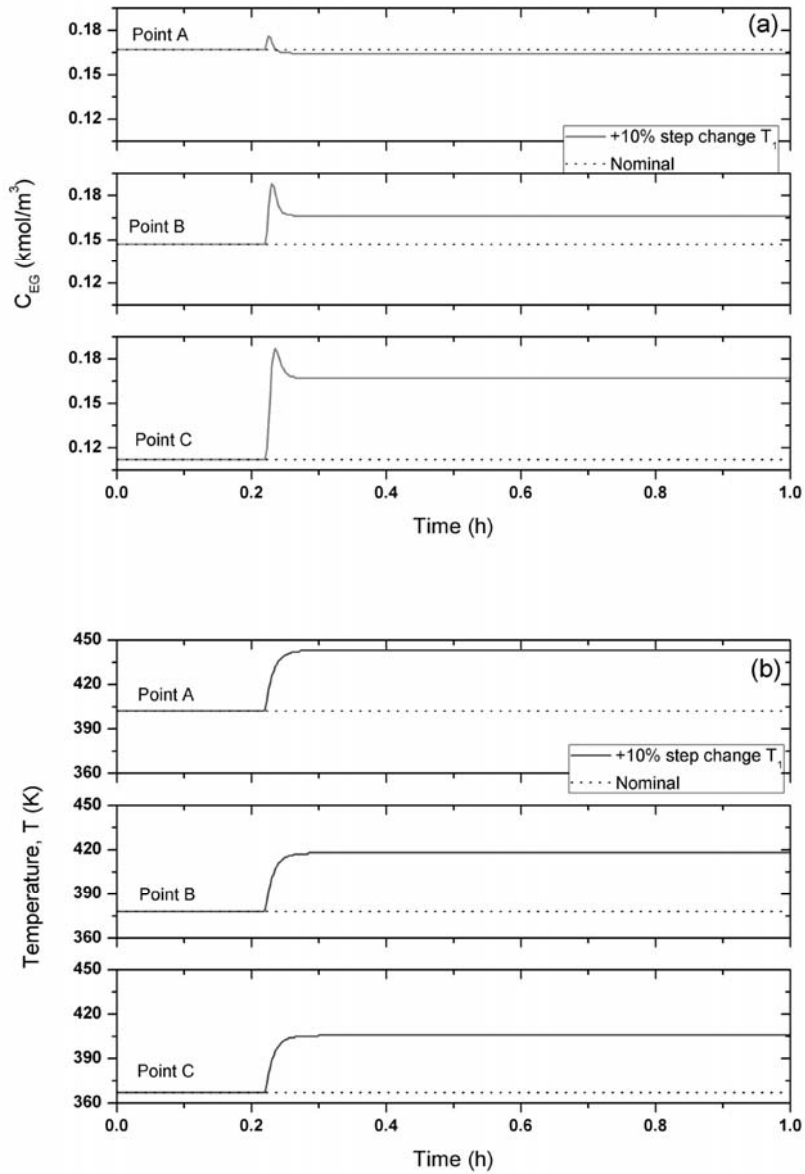 (a)
0.18
Point A
0.15
0.12
+10% step change T₁
Nominal
0.18
Point B
0.15
0.12
C_EG (kmol/m³)
0.18
0.15
Point C
0.12
0.0 0.2 0.4 0.6 0.8 1.0
Time (h)
450
(b)
Point A
420
390
360
+10% step change T₁
Nominal
450
420
Point B
390
360
Temperature, T (K)
450
420
390
Point C
360
0.0 0.2 0.4 0.6 0.8 1.0
Time (h)